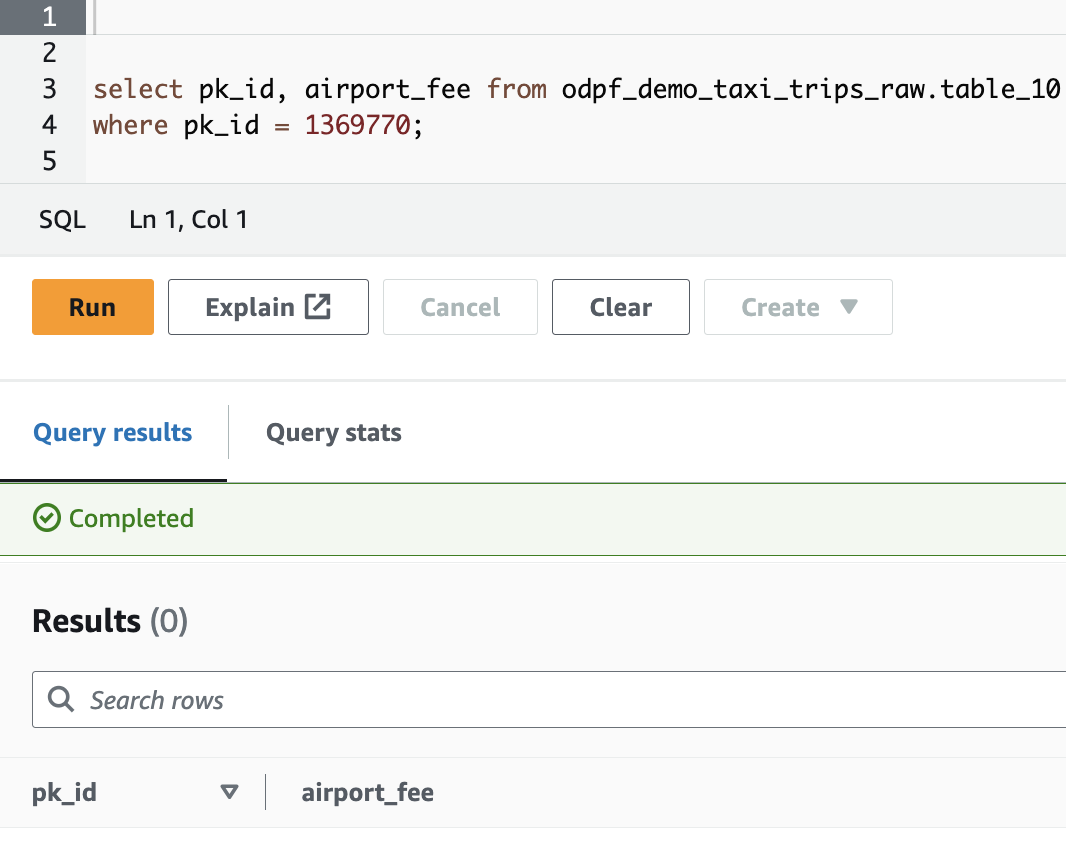 1
2
3 select pk_id, airport_fee from odpf_demo_taxi_trips_raw.table_10
4 where pk_id = 1369770;
5
SQL Ln 1, Col 1
Run Explain Cancel Clear Create
Query results Query stats
Completed
Results (0)
Search rows
pk_id airport_fee